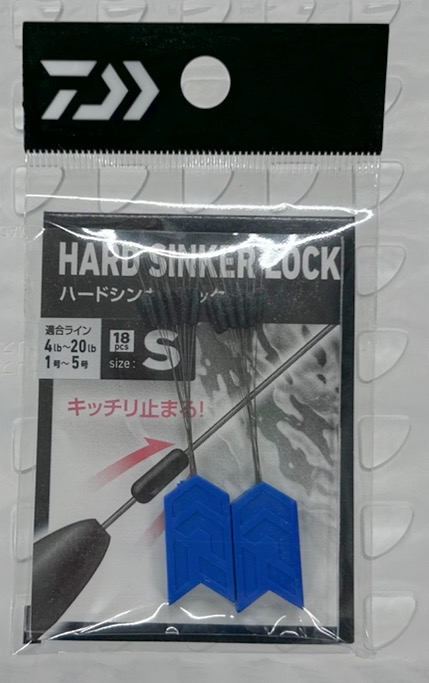 HARD SINKER LOCK
ハードシン
適合ライン
4lb~20lb
1号~5号
18
pcs
size:
S
キッチリ止まる!